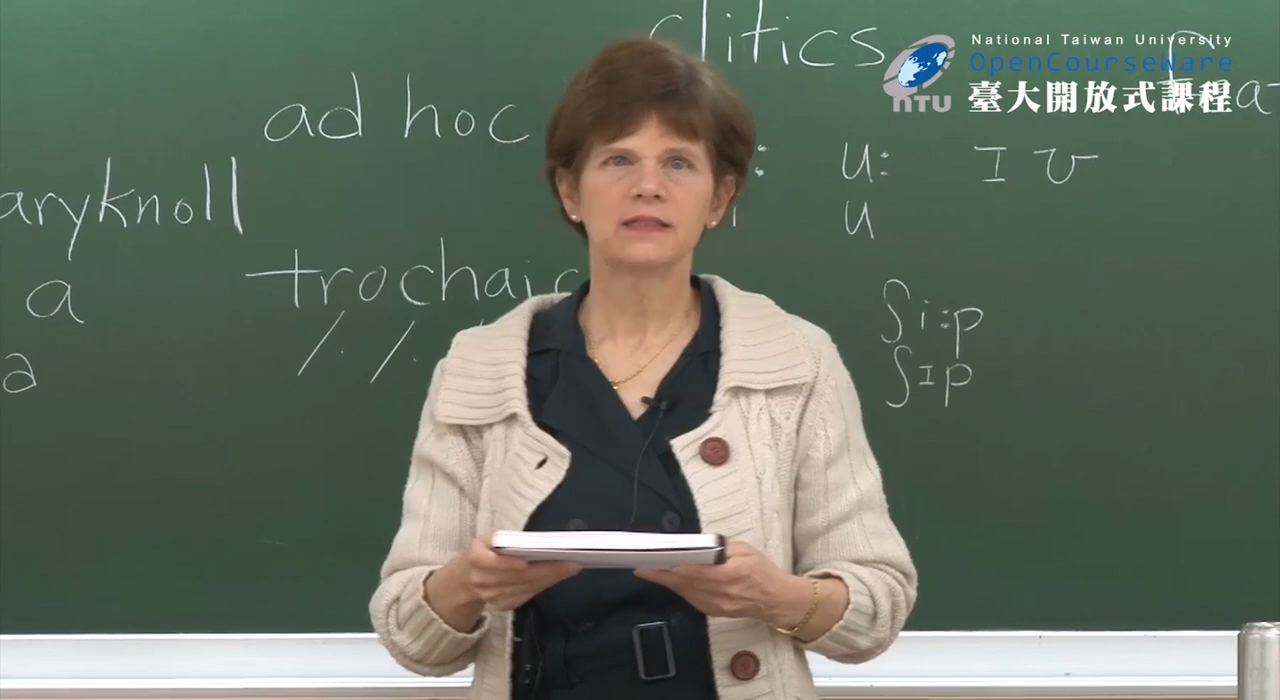 clitics
National Taiwan University
OpenCourseWare
臺大開放式課程
NTU
ad hoc
: u: I ʊ
aryknoll
i u
trochaic
a
ʃi:p
ʃɪp
a